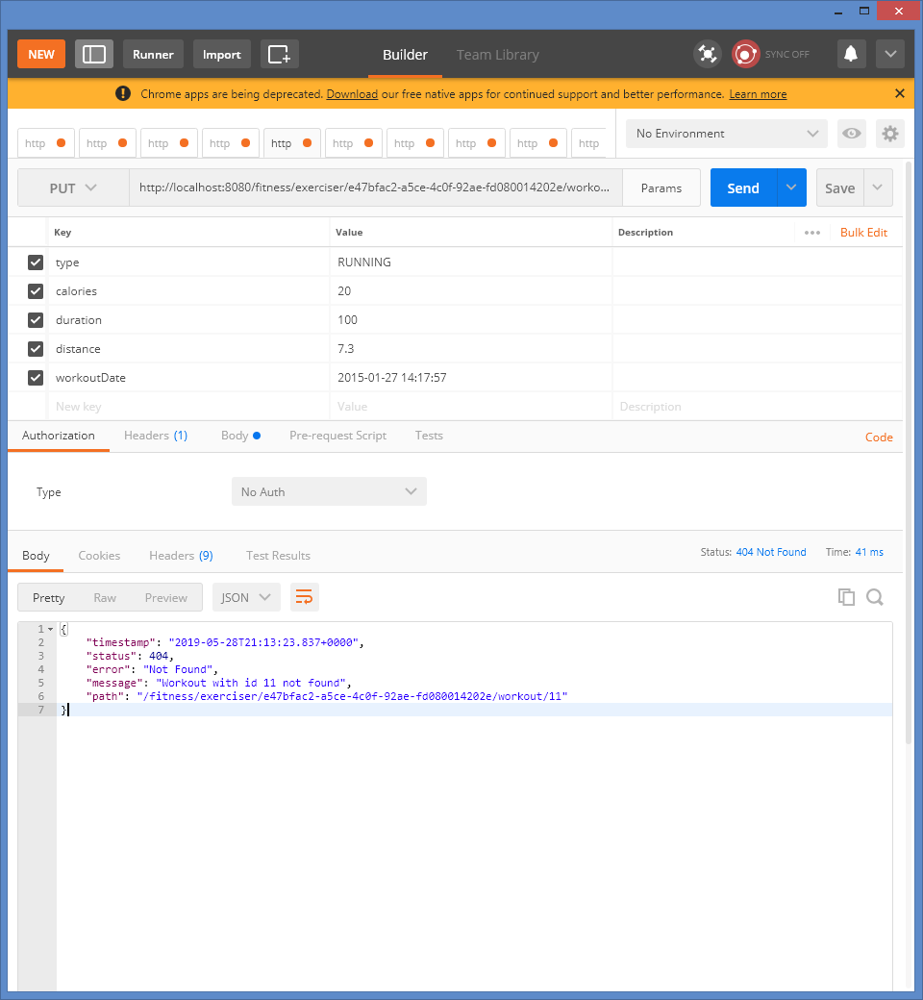 NEW Runner Import Builder Team Library SYNC OFF
Chrome apps are being deprecated. Download our free native apps for continued support and better performance. Learn more
http http http http http http http http http http No Environment
PUT http://localhost:8080/fitness/exerciser/e47bfac2-a5ce-4c0f-92ae-fd080014202e/worko... Params Send Save
Key Value Description ••• Bulk Edit
type RUNNING
calories 20
duration 100
distance 7.3
workoutDate 2015-01-27 14:17:57
New key Value Description
Authorization Headers (1) Body Pre-request Script Tests Code
Type No Auth
Body Cookies Headers (9) Test Results Status: 404 Not Found Time: 41 ms
Pretty Raw Preview JSON
1 {
2 "timestamp": "2019-05-28T21:13:23.837+0000",
3 "status": 404,
4 "error": "Not Found",
5 "message": "Workout with id 11 not found",
6 "path": "/fitness/exerciser/e47bfac2-a5ce-4c0f-92ae-fd080014202e/workout/11"
7 }